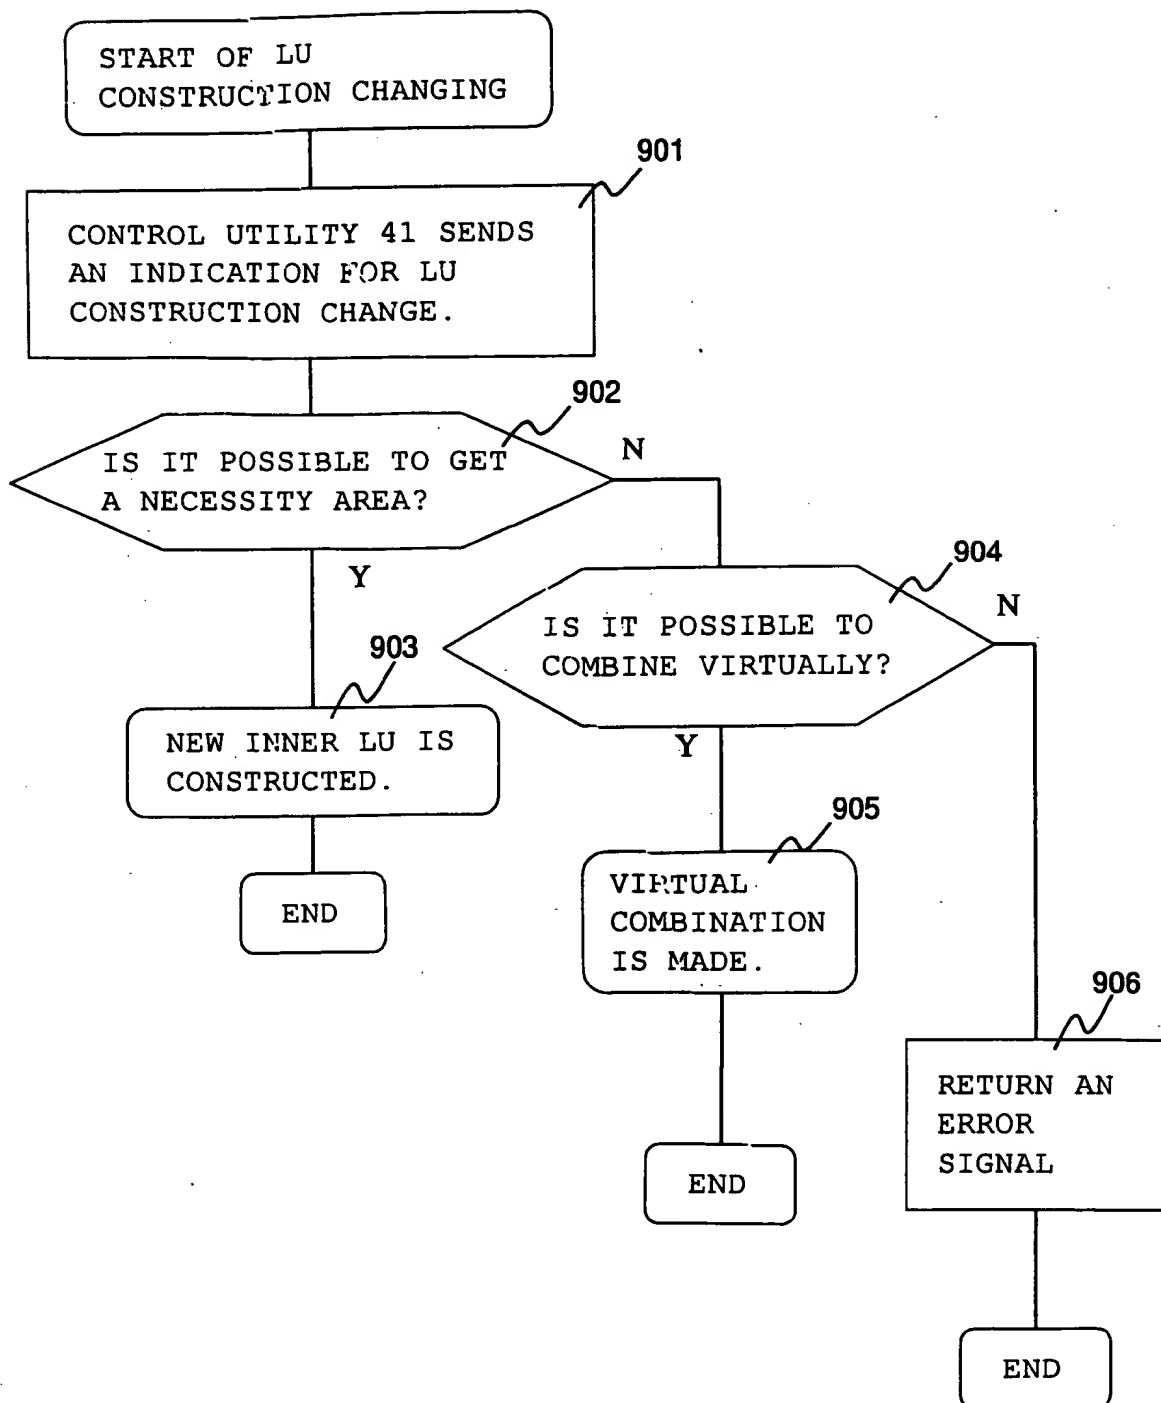 START OF LU
CONSTRUCTION CHANGING
901
CONTROL UTILITY 41 SENDS
AN INDICATION FOR LU
CONSTRUCTION CHANGE.
902
IS IT POSSIBLE TO GET
A NECESSITY AREA?
N
Y
904
IS IT POSSIBLE TO
COMBINE VIRTUALLY?
N
Y
903
NEW INNER LU IS
CONSTRUCTED.
END
905
VIRTUAL
COMBINATION
IS MADE.
END
906
RETURN AN
ERROR
SIGNAL
END